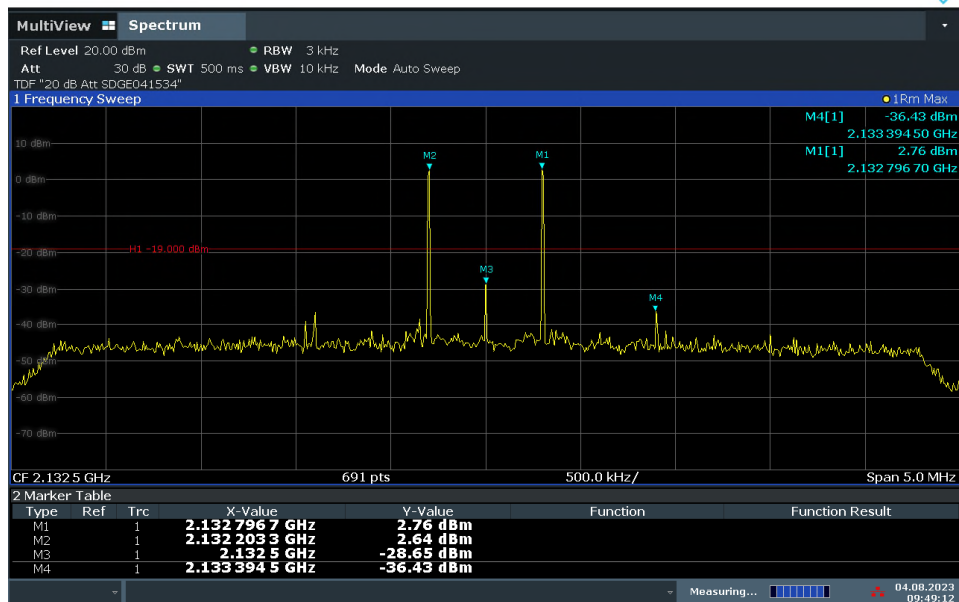 MultiView Spectrum
Ref Level 20.00 dBm RBW 3 kHz
Att 30 dB SWT 500 ms VBW 10 kHz Mode Auto Sweep
TDF "20 dB Att SDGE041534"
1 Frequency Sweep 1Rm Max
M4[1] -36.43 dBm
2.133 394 50 GHz
M1[1] 2.76 dBm
2.132 796 70 GHz
10 dBm
M2 M1
0 dBm
-10 dBm
H1 -19.000 dBm
-20 dBm
M3
-30 dBm
M4
-40 dBm
-50 dBm
-60 dBm
-70 dBm
CF 2.132 5 GHz 691 pts 500.0 kHz/ Span 5.0 MHz
2 Marker Table
Type Ref Trc X-Value Y-Value Function Function Result
M1 1 2.132 796 7 GHz 2.76 dBm
M2 1 2.132 203 3 GHz 2.64 dBm
M3 1 2.132 5 GHz -28.65 dBm
M4 1 2.133 394 5 GHz -36.43 dBm
Measuring... 04.08.2023
09:49:12